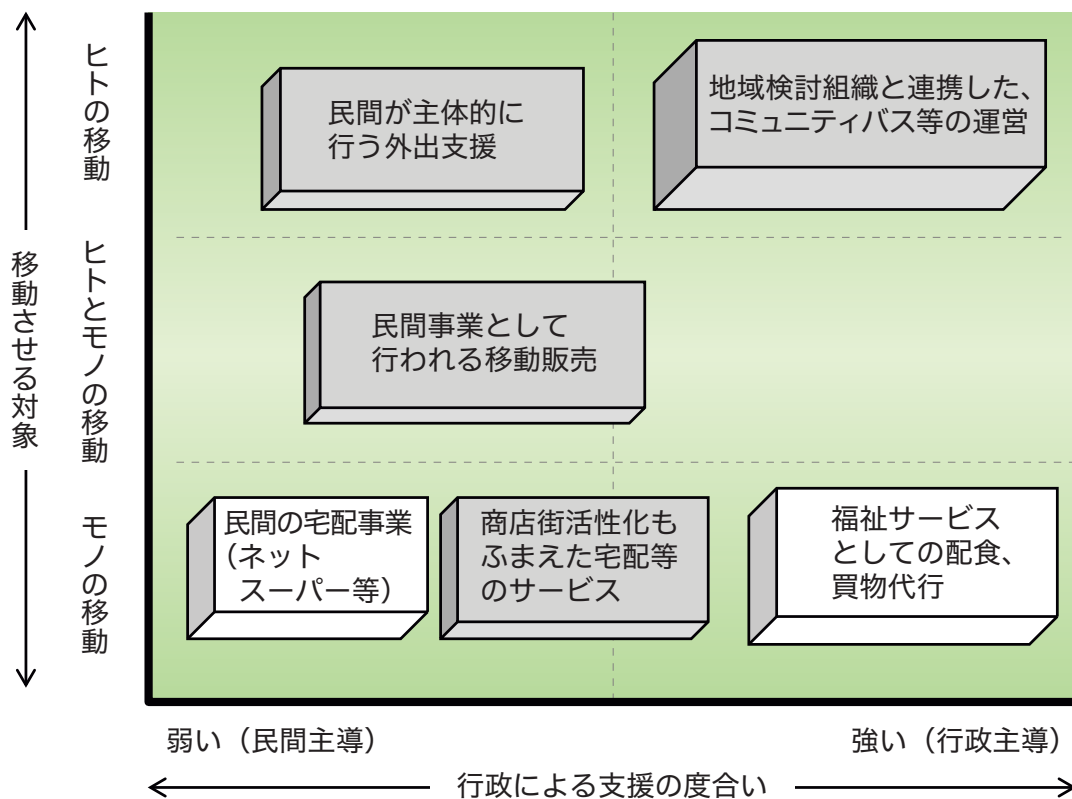 移動させる対象
ヒトの移動
民間が主体的に
行う外出支援
地域検討組織と連携した、
コミュニティバス等の運営
ヒトとモノの移動
民間事業として
行われる移動販売
モノの移動
民間の宅配事業
（ネット
スーパー等）
商店街活性化も
ふまえた宅配等
のサービス
福祉サービス
としての配食、
買物代行
弱い（民間主導）
強い（行政主導）
行政による支援の度合い